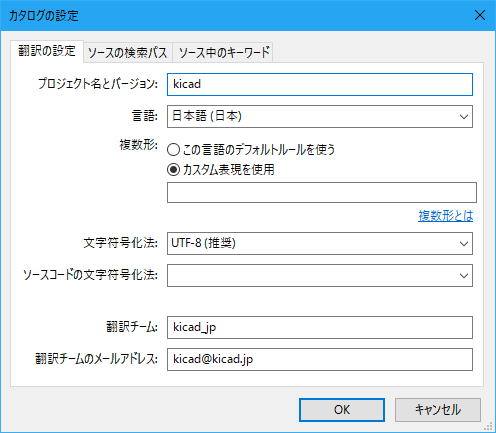 カタログの設定
翻訳の設定 ソースの検索パス ソース中のキーワード
プロジェクト名とバージョン: kicad
言語: 日本語 (日本)
複数形: この言語のデフォルトルールを使う
カスタム表現を使用
複数形とは
文字符号化法: UTF-8 (推奨)
ソースコードの文字符号化法:
翻訳チーム: kicad_jp
翻訳チームのメールアドレス: kicad@kicad.jp
OK キャンセル